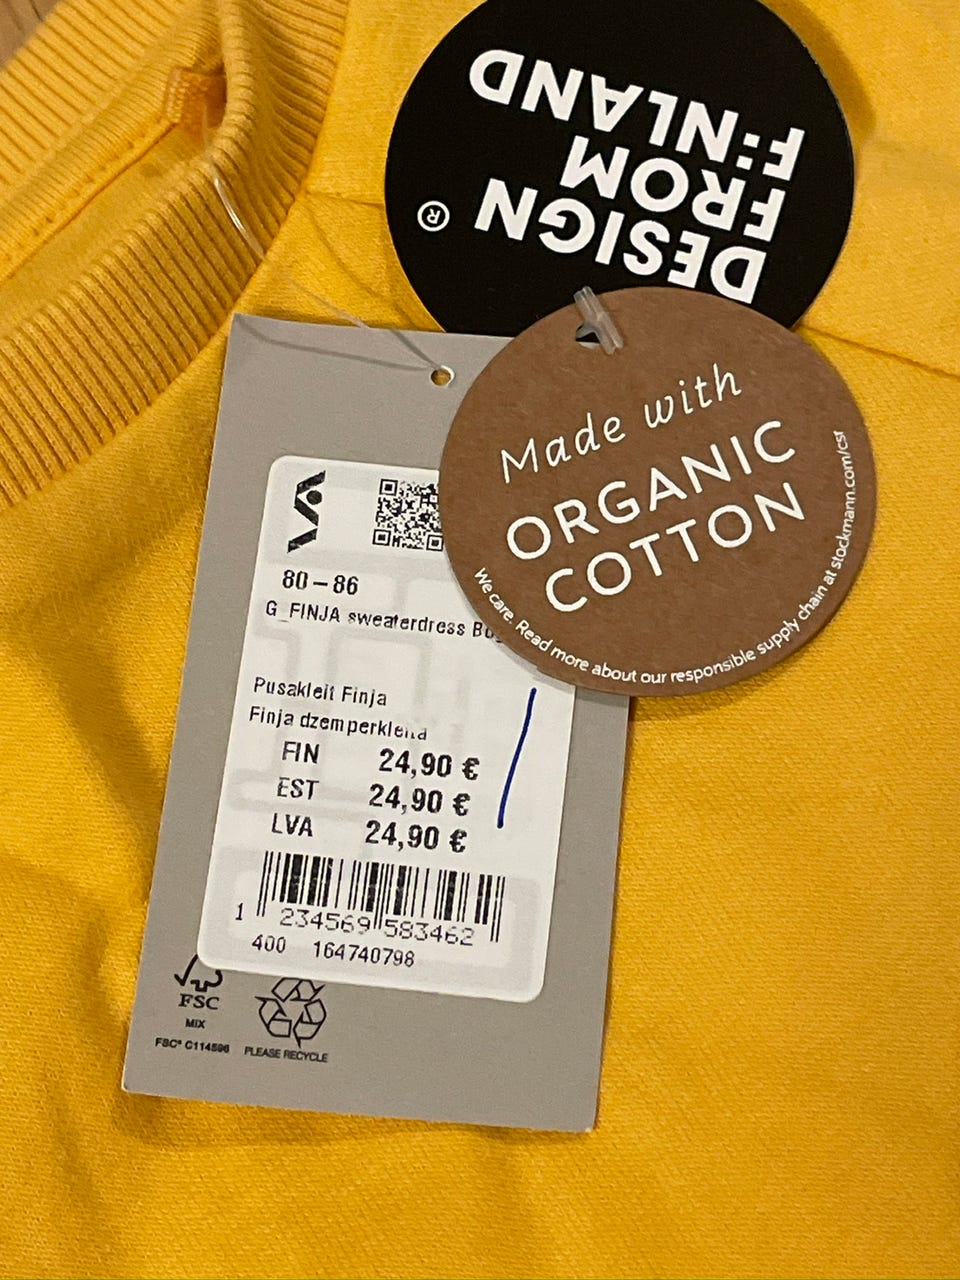 DESIGN
FROM
FINLAND
®
Made with
ORGANIC
COTTON
We care. Read more about our responsible supply chain at stockmann.com/csr
80-86
G_FINJA sweaterdress
Pusakleit Finja
Finja dzemperkleita
FIN 24,90 €
EST 24,90 €
LVA 24,90 €
1 234569 583462
400 164740798
FSC
MIX
FSC® C114596
PLEASE RECYCLE